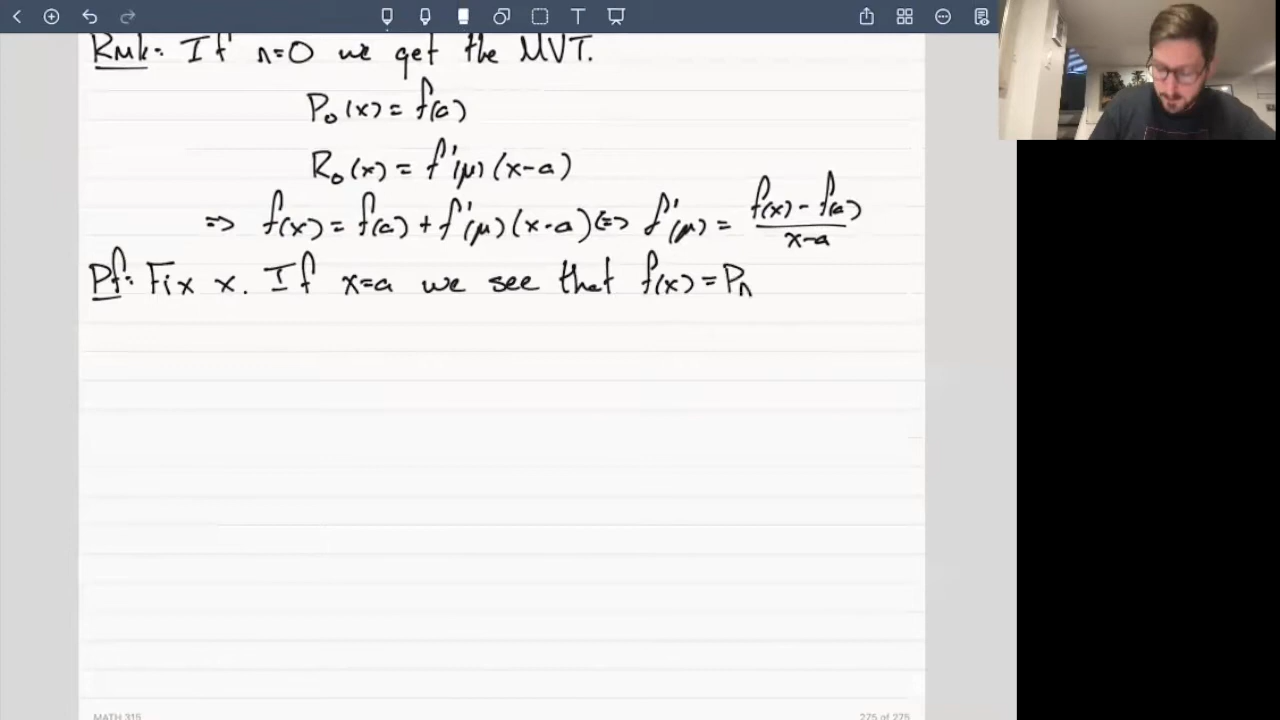 Rmk: If n=0 we get the MVT.
P₀(x) = f(a)
R₀(x) = f'(μ)(x-a)
⇒ f(x) = f(a) + f'(μ)(x-a) ⇔ f'(μ) = (f(x) - f(a))/(x-a)
Pf: Fix x. If x=a we see that f(x) = Pₙ
MATH 315
275 of 275